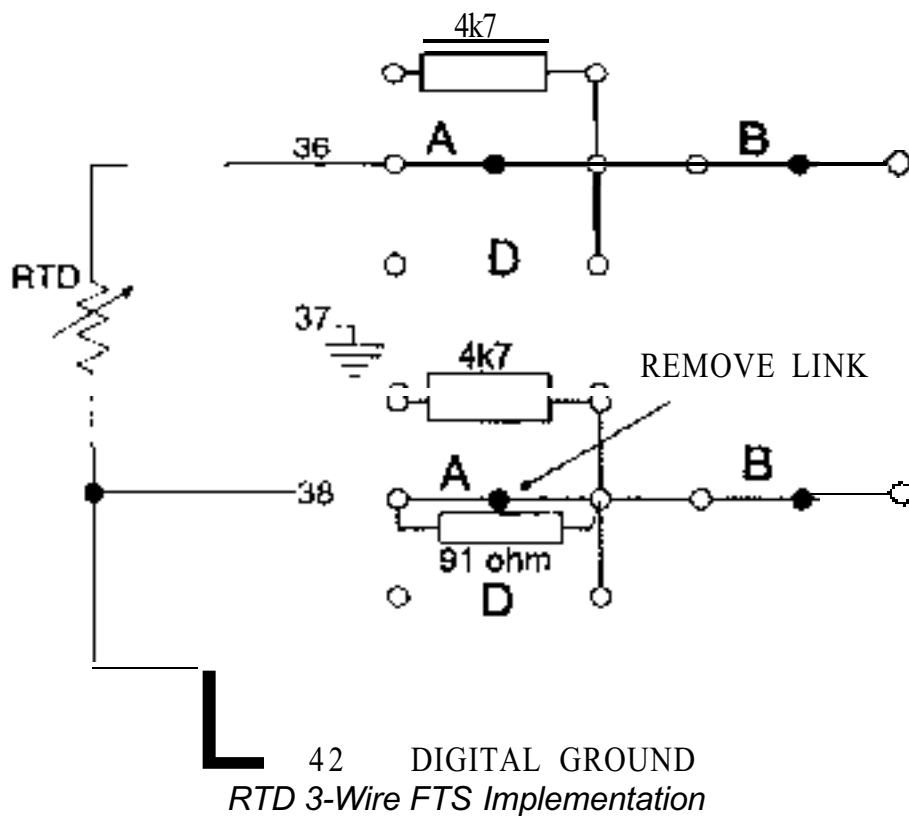 4k7
36
A
B
RTD
D
37
4k7
REMOVE LINK
A
B
38
91 ohm
D
42 DIGITAL GROUND
RTD 3-Wire FTS Implementation